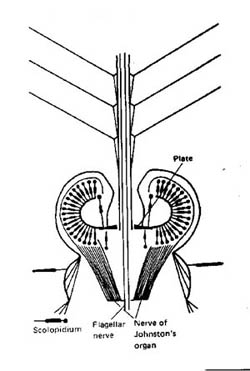 Plate
Scolopidium
Flagellar
nerve
Nerve of
Johnston's
organ